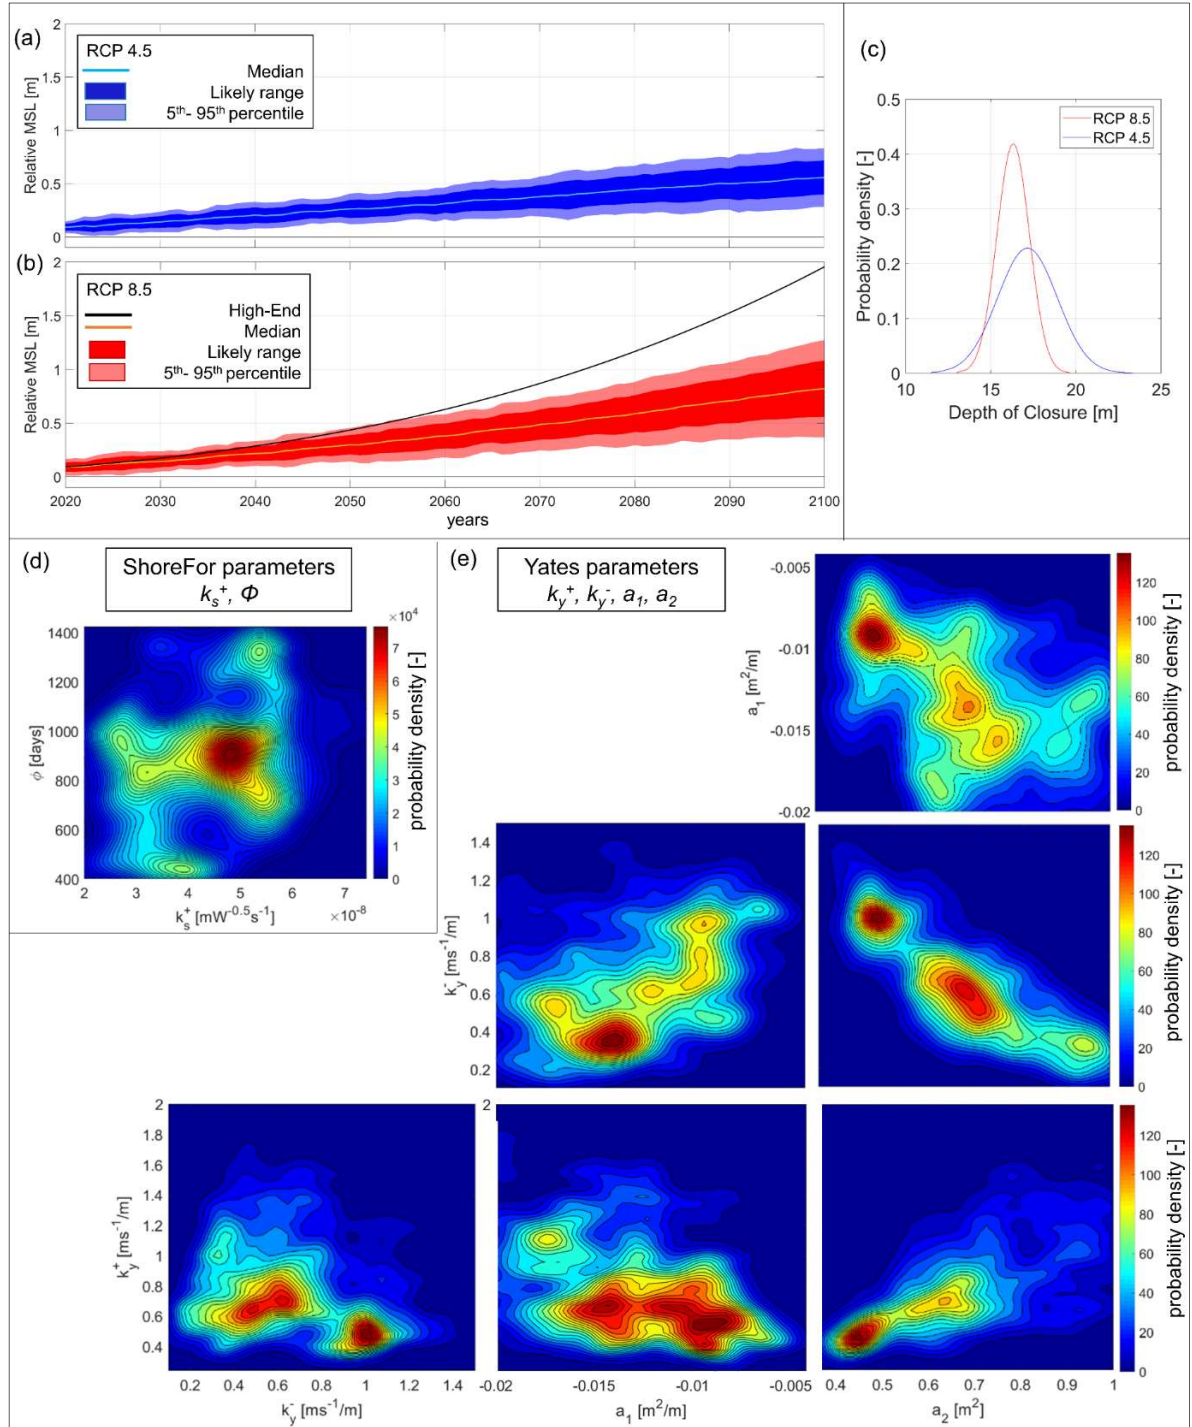 (a)
RCP 4.5
Median
Likely range
5th- 95th percentile
Relative MSL [m]
2
1.5
1
0.5
0
(b)
RCP 8.5
High-End
Median
Likely range
5th- 95th percentile
Relative MSL [m]
2
1.5
1
0.5
0
2020 2030 2040 2050 2060 2070 2080 2090 2100
years
(c)
RCP 8.5
RCP 4.5
Probability density [-]
0.5
0.4
0.3
0.2
0.1
0
10 15 20 25
Depth of Closure [m]
(d)
ShoreFor parameters
ks+, Φ
ϕ [days]
1400
1200
1000
800
600
400
2 4 6 8
ks+ [mW-0.5s-1]
×10-8
×104
7
6
5
4
3
2
1
0
probability density [-]
(e)
Yates parameters
ky+, ky-, a1, a2
a1 [m2/m]
-0.005
-0.01
-0.015
-0.02
120
100
80
60
40
20
0
probability density [-]
ky- [ms-1/m]
1.4
1.2
1
0.8
0.6
0.4
0.2
120
100
80
60
40
20
0
probability density [-]
ky+ [ms-1/m]
2
1.8
1.6
1.4
1.2
1
0.8
0.6
0.4
0.2 0.4 0.6 0.8 1 1.2 1.4
ky- [ms-1/m]
2
-0.02 -0.015 -0.01 -0.005
a1 [m2/m]
0.4 0.5 0.6 0.7 0.8 0.9 1
a2 [m2]
120
100
80
60
40
20
0
probability density [-]